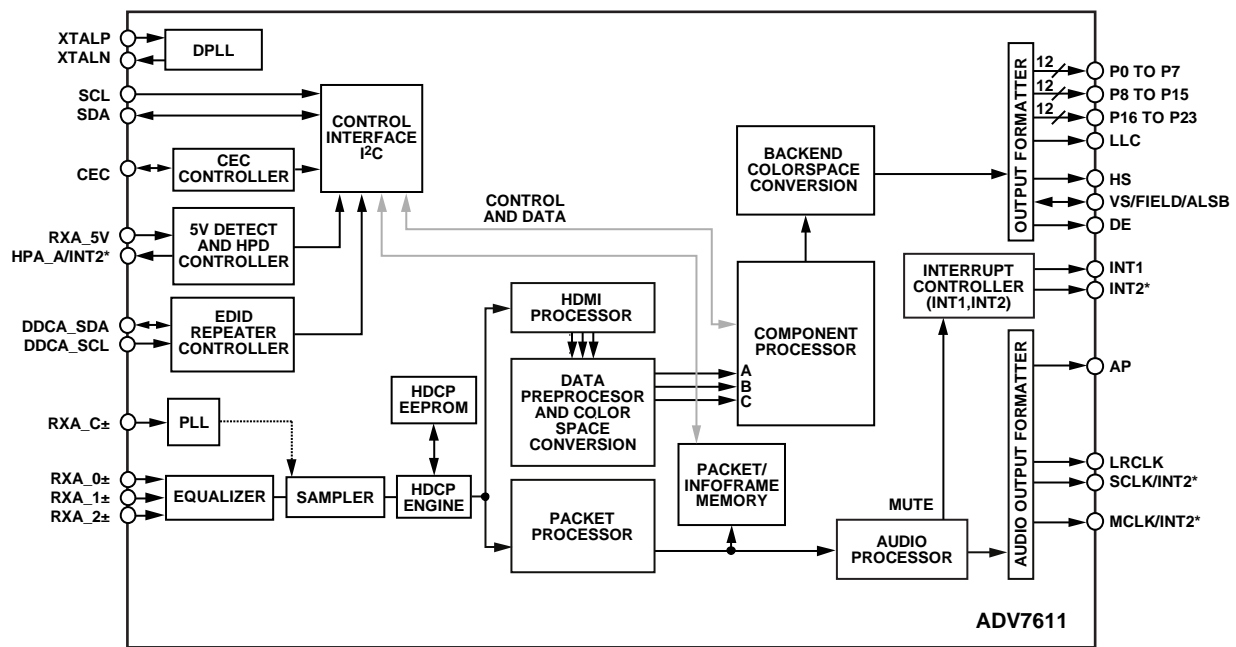 XTALP
XTALN
DPLL
SCL
SDA
CONTROL
INTERFACE
I2C
CEC
CEC
CONTROLLER
RXA_5V
HPA_A/INT2*
5V DETECT
AND HPD
CONTROLLER
DDCA_SDA
DDCA_SCL
EDID
REPEATER
CONTROLLER
RXA_C±
PLL
RXA_0±
RXA_1±
RXA_2±
EQUALIZER
SAMPLER
HDCP
EEPROM
HDCP
ENGINE
CONTROL
AND DATA
HDMI
PROCESSOR
DATA
PREPROCESOR
AND COLOR
SPACE
CONVERSION
PACKET
PROCESSOR
A
B
C
COMPONENT
PROCESSOR
BACKEND
COLORSPACE
CONVERSION
PACKET/
INFOFRAME
MEMORY
MUTE
AUDIO
PROCESSOR
INTERRUPT
CONTROLLER
(INT1,INT2)
OUTPUT FORMATTER
12
12
12
P0 TO P7
P8 TO P15
P16 TO P23
LLC
HS
VS/FIELD/ALSB
DE
INT1
INT2*
AUDIO OUTPUT FORMATTER
AP
LRCLK
SCLK/INT2*
MCLK/INT2*
ADV7611